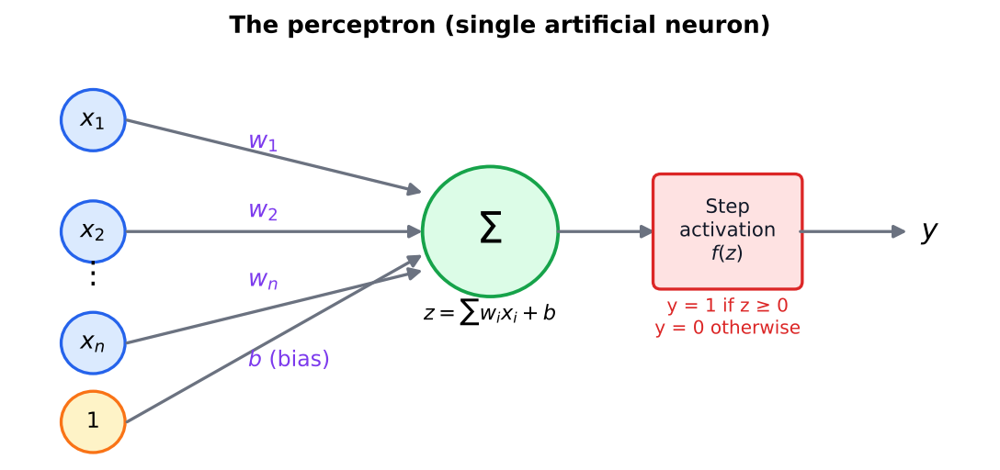 The perceptron (single artificial neuron)
x₁
w₁
x₂
w₂
Σ
Step
activation
f(z)
y
⋮
wₙ
z = ∑wᵢxᵢ + b
y = 1 if z ≥ 0
y = 0 otherwise
xₙ
b (bias)
1